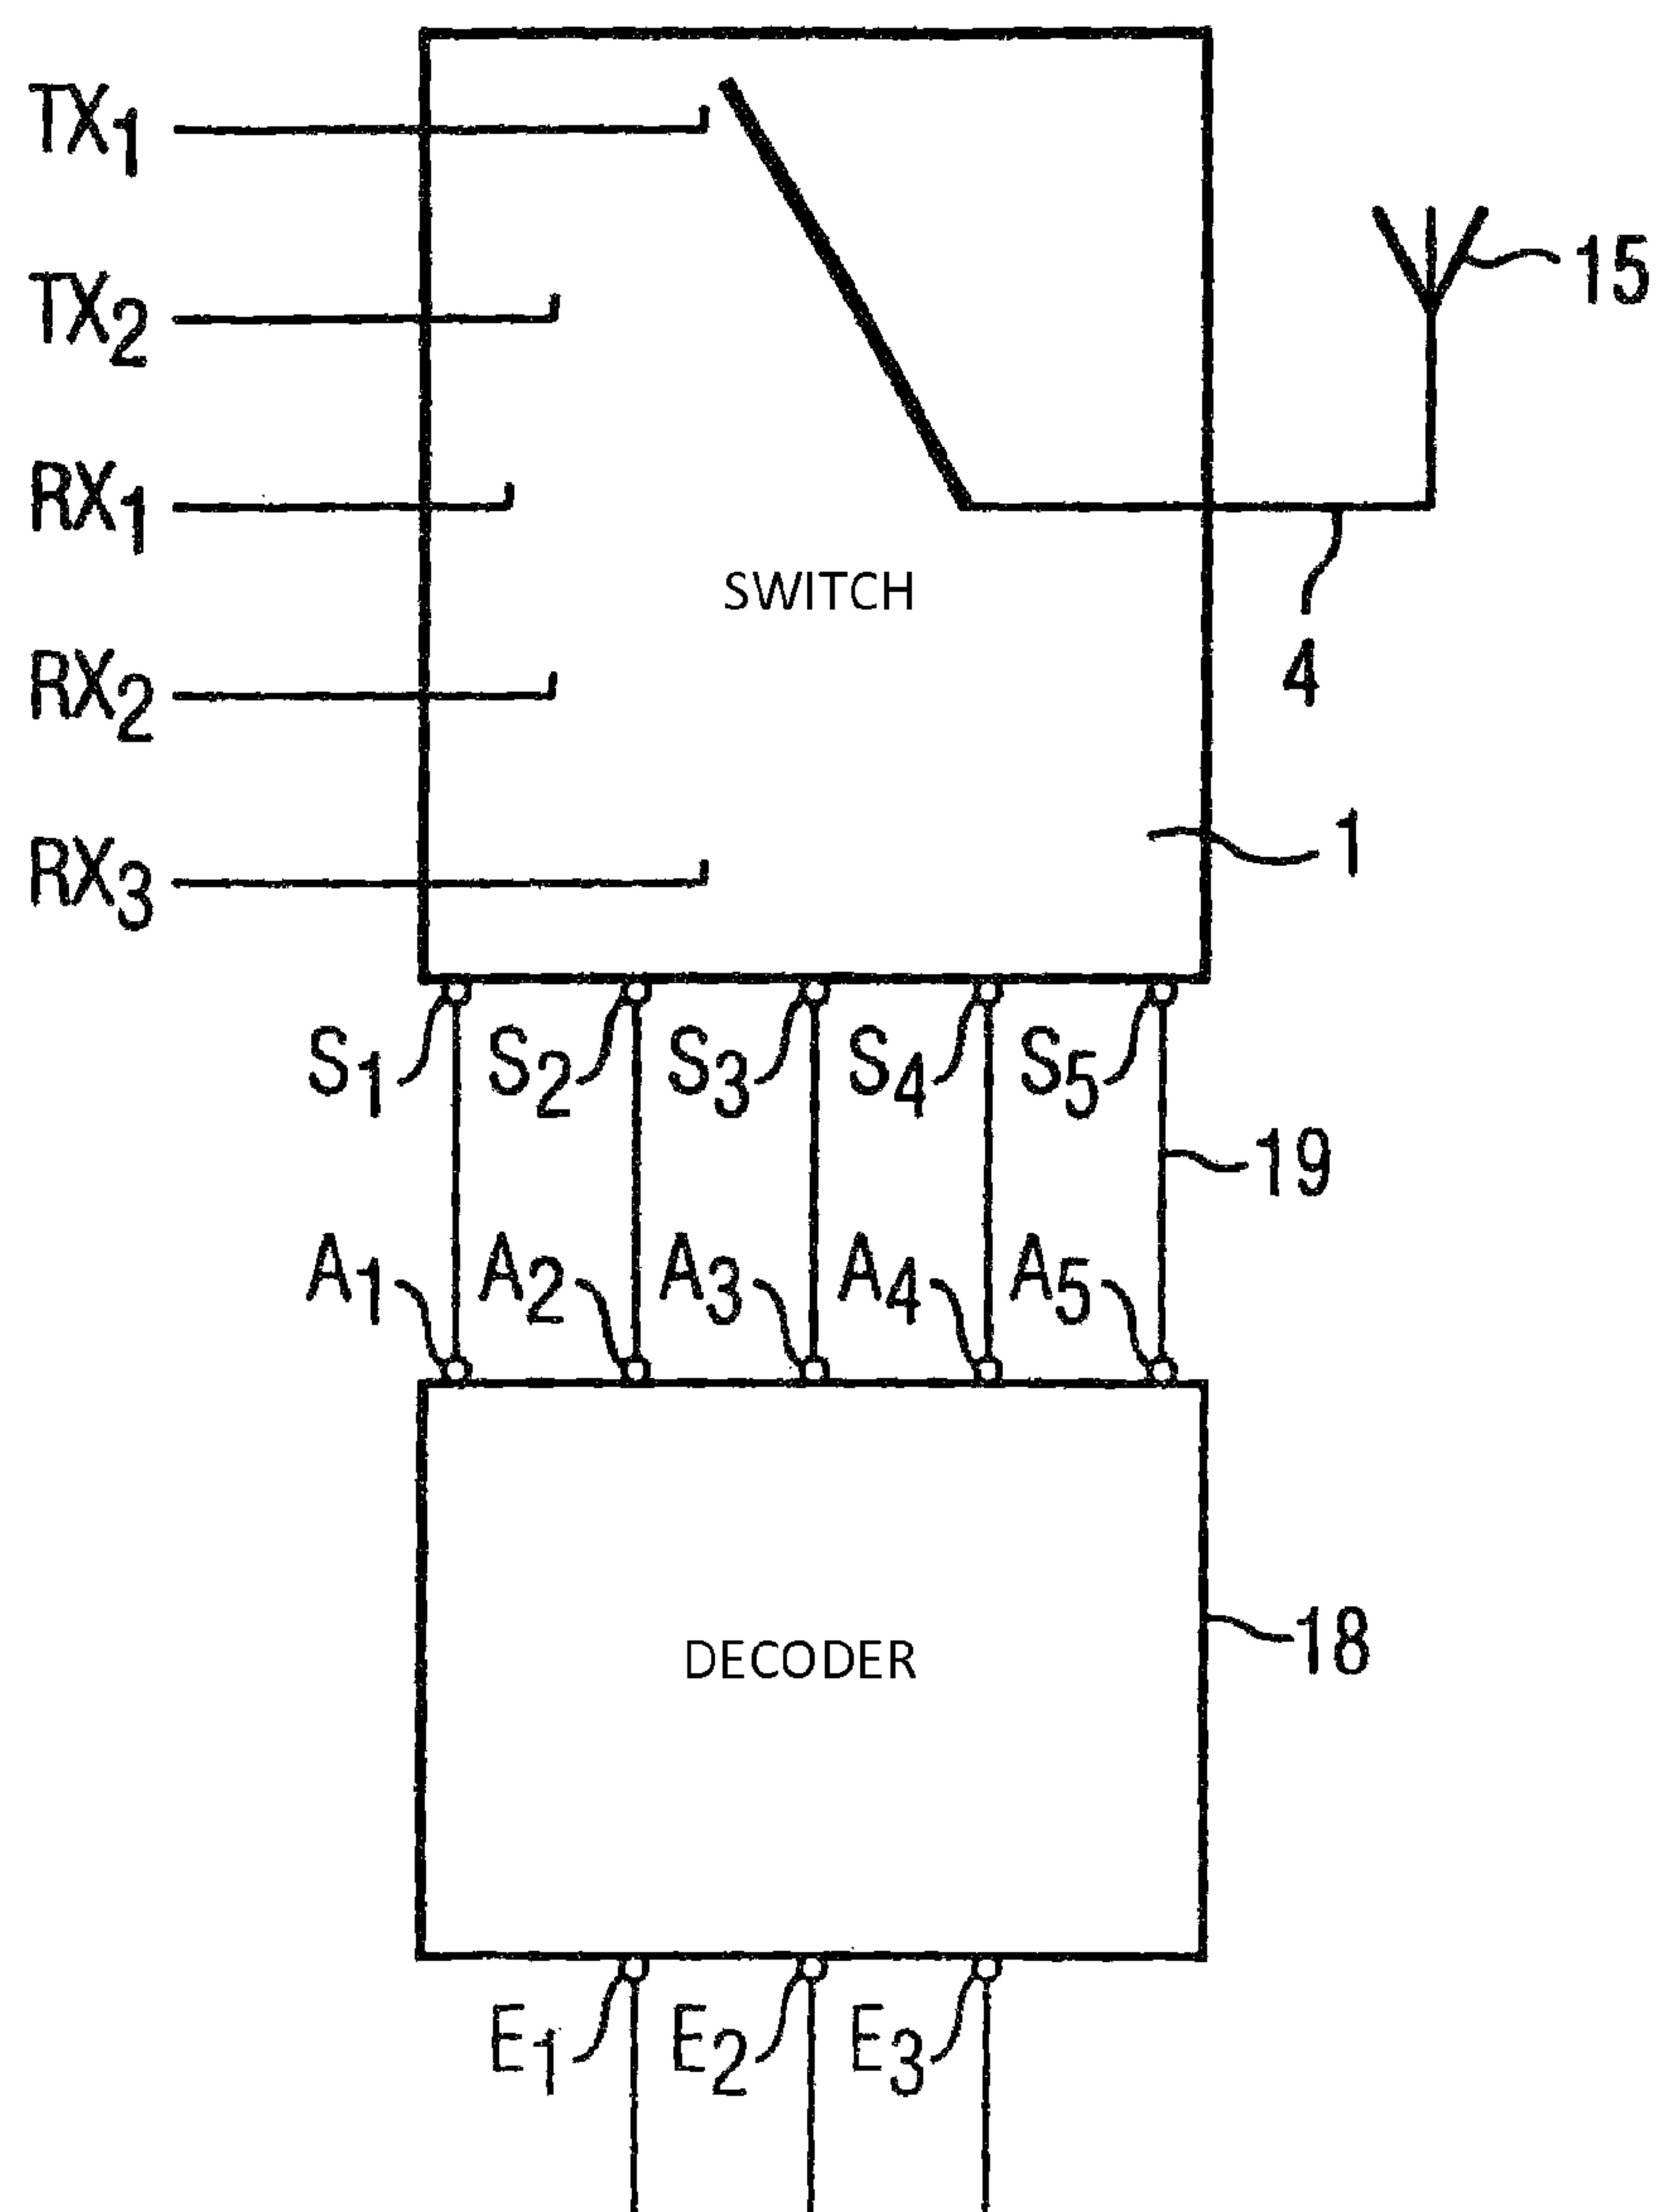 TX1
15
TX2
RX1
SWITCH
4
RX2
1
RX3
S1 S2 S3 S4 S5
19
A1 A2 A3 A4 A5
18
DECODER
E1 E2 E3